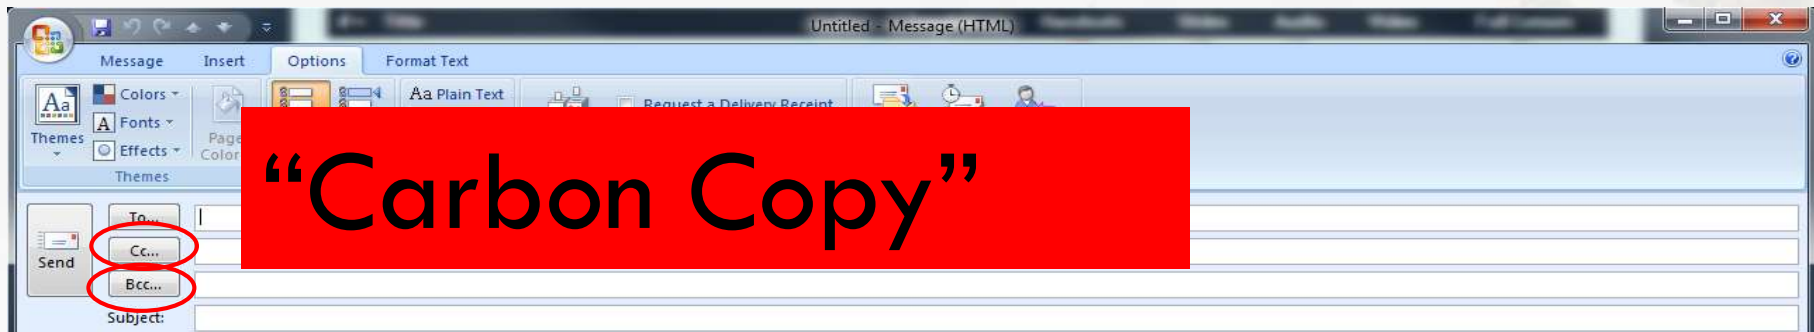 Untitled - Message (HTML)
Message Insert Options Format Text
Colors Aa Plain Text
Aa Request a Delivery Receipt
A Fonts
Themes Page
Effects Color
Themes
“Carbon Copy”
To...
Cc...
Send
Bcc...
Subject: